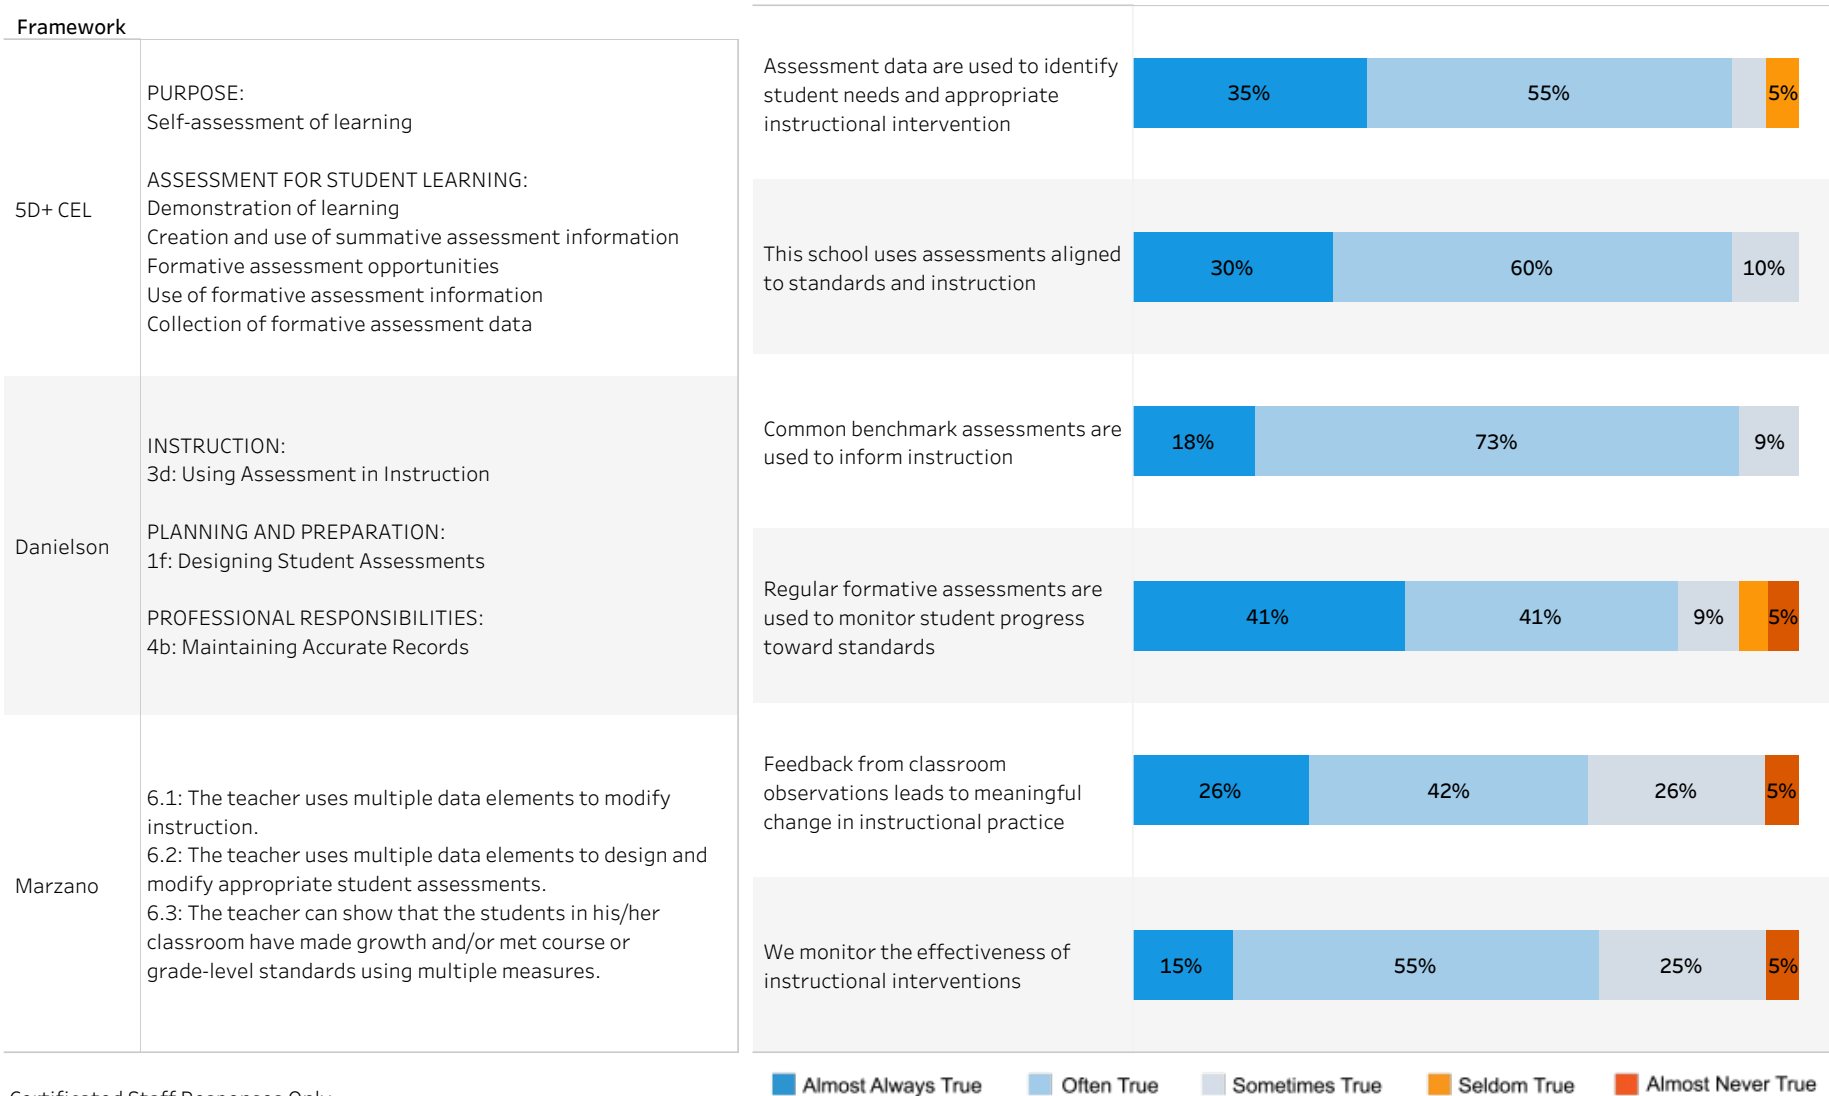 Framework
5D+ CEL
PURPOSE:
Self-assessment of learning
ASSESSMENT FOR STUDENT LEARNING:
Demonstration of learning
Creation and use of summative assessment information
Formative assessment opportunities
Use of formative assessment information
Collection of formative assessment data
Danielson
INSTRUCTION:
3d: Using Assessment in Instruction
PLANNING AND PREPARATION:
1f: Designing Student Assessments
PROFESSIONAL RESPONSIBILITIES:
4b: Maintaining Accurate Records
Marzano
6.1: The teacher uses multiple data elements to modify
instruction.
6.2: The teacher uses multiple data elements to design and
modify appropriate student assessments.
6.3: The teacher can show that the students in his/her
classroom have made growth and/or met course or
grade-level standards using multiple measures.
Assessment data are used to identify
student needs and appropriate
instructional intervention
35% 55% 5%
This school uses assessments aligned
to standards and instruction
30% 60% 10%
Common benchmark assessments are
used to inform instruction
18% 73% 9%
Regular formative assessments are
used to monitor student progress
toward standards
41% 41% 9% 5%
Feedback from classroom
observations leads to meaningful
change in instructional practice
26% 42% 26% 5%
We monitor the effectiveness of
instructional interventions
15% 55% 25% 5%
Almost Always True Often True Sometimes True Seldom True Almost Never True
Certificated Staff Responses Only